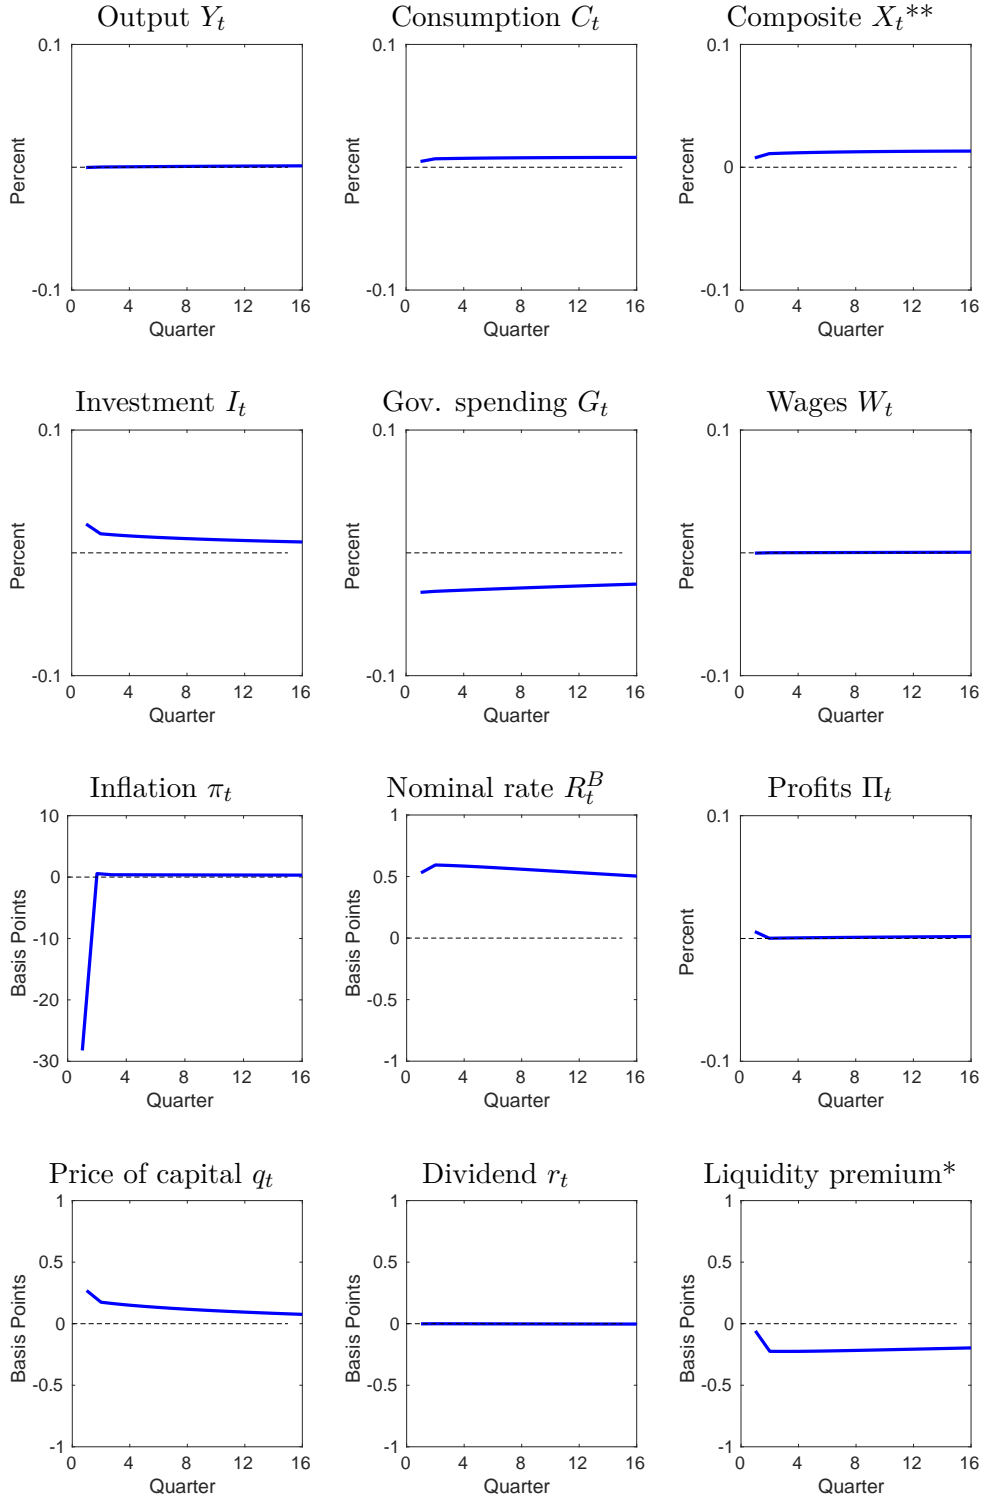 Output Y_t
Consumption C_t
Composite X_t**
0.1
-0.1
Percent
0 4 8 12 16
Quarter
0.1
-0.1
Percent
0 4 8 12 16
Quarter
0.1
0
-0.1
Percent
0 4 8 12 16
Quarter
Investment I_t
Gov. spending G_t
Wages W_t
0.1
-0.1
Percent
0 4 8 12 16
Quarter
0.1
-0.1
Percent
0 4 8 12 16
Quarter
0.1
-0.1
Percent
0 4 8 12 16
Quarter
Inflation π_t
Nominal rate R_t^B
Profits Π_t
10
0
-10
-20
-30
Basis Points
0 4 8 12 16
Quarter
1
0.5
0
-0.5
-1
Basis Points
0 4 8 12 16
Quarter
0.1
-0.1
Percent
0 4 8 12 16
Quarter
Price of capital q_t
Dividend r_t
Liquidity premium*
1
0.5
0
-0.5
-1
Basis Points
0 4 8 12 16
Quarter
1
0.5
0
-0.5
-1
Basis Points
0 4 8 12 16
Quarter
1
0.5
0
-0.5
-1
Basis Points
0 4 8 12 16
Quarter